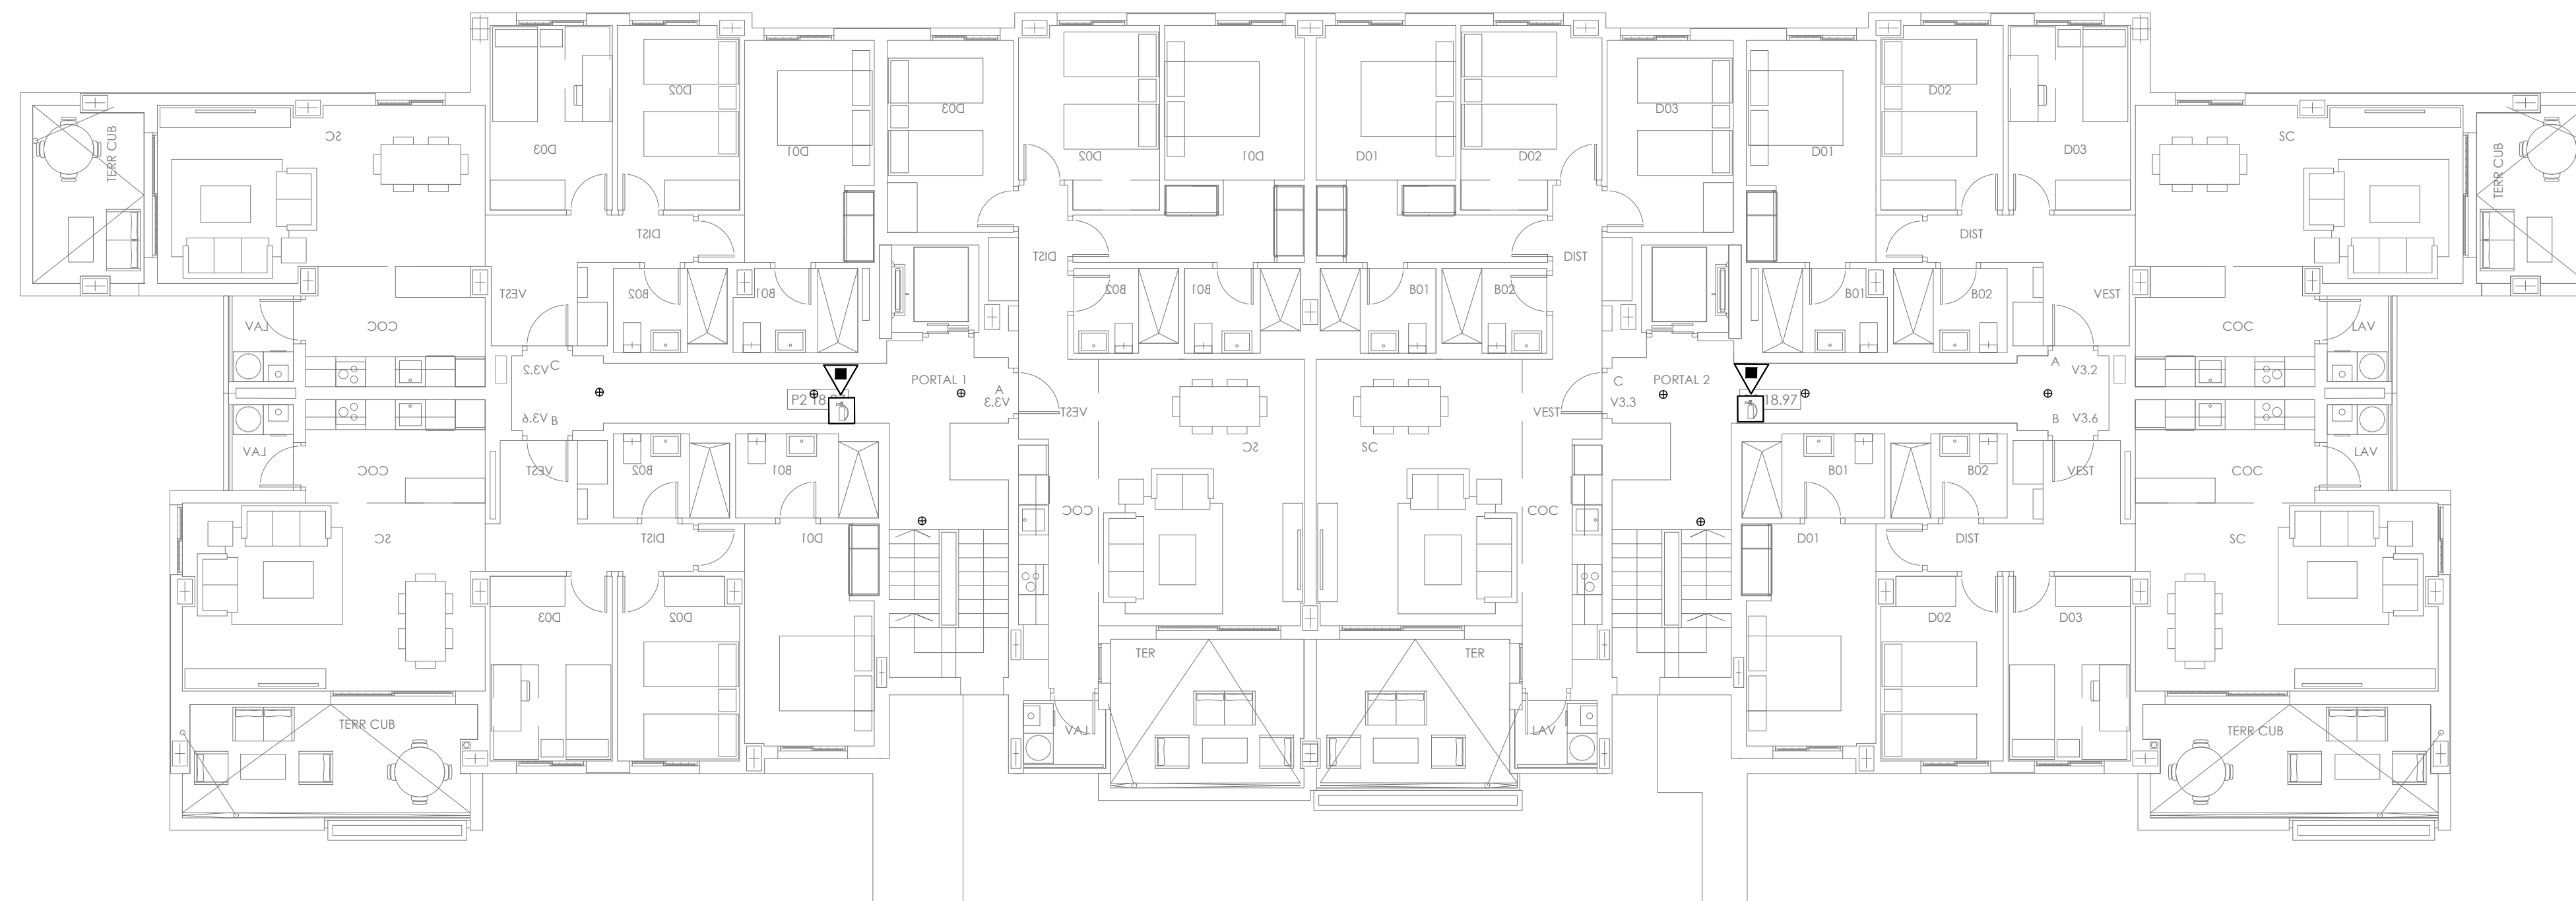 D02
D02
D03
D03
D03
D02
SC
TERR CUB
D03
D01
D02
D01
D01
D02
D01
D03
SC
TERR CUB
DIST
DIST
DIST
DIST
VEST
B02
B01
B02
B01
B01
B02
B01
B02
VEST
LAV
COC
COC
LAV
V3.2 C
PORTAL 1
A
V3.3
C
V3.3
PORTAL 2
A
V3.2
P2 18.
18.97
V3.6 B
VEST
VEST
B
V3.6
LAV
COC
VEST
B02
B01
SC
SC
B01
B02
VEST
COC
LAV
COC
COC
SC
DIST
D01
D01
DIST
SC
D03
D02
D02
D03
TER
TER
TERR CUB
LAV
LAV
TERR CUB